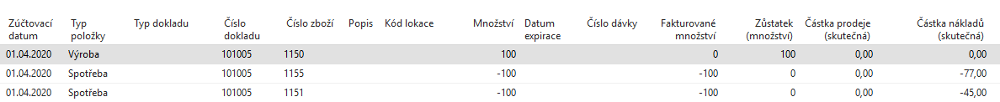 Zúčtovací datum Typ položky Typ dokladu Číslo dokladu Číslo zboží Popis Kód lokace Množství Datum expirace Číslo dávky Fakturované množství Zůstatek (množství) Částka prodeje (skutečná) Částka nákladů (skutečná)
01.04.2020 Výroba 101005 1150 100 0 100 0,00 0,00
01.04.2020 Spotřeba 101005 1155 -100 -100 0 0,00 -77,00
01.04.2020 Spotřeba 101005 1151 -100 -100 0 0,00 -45,00